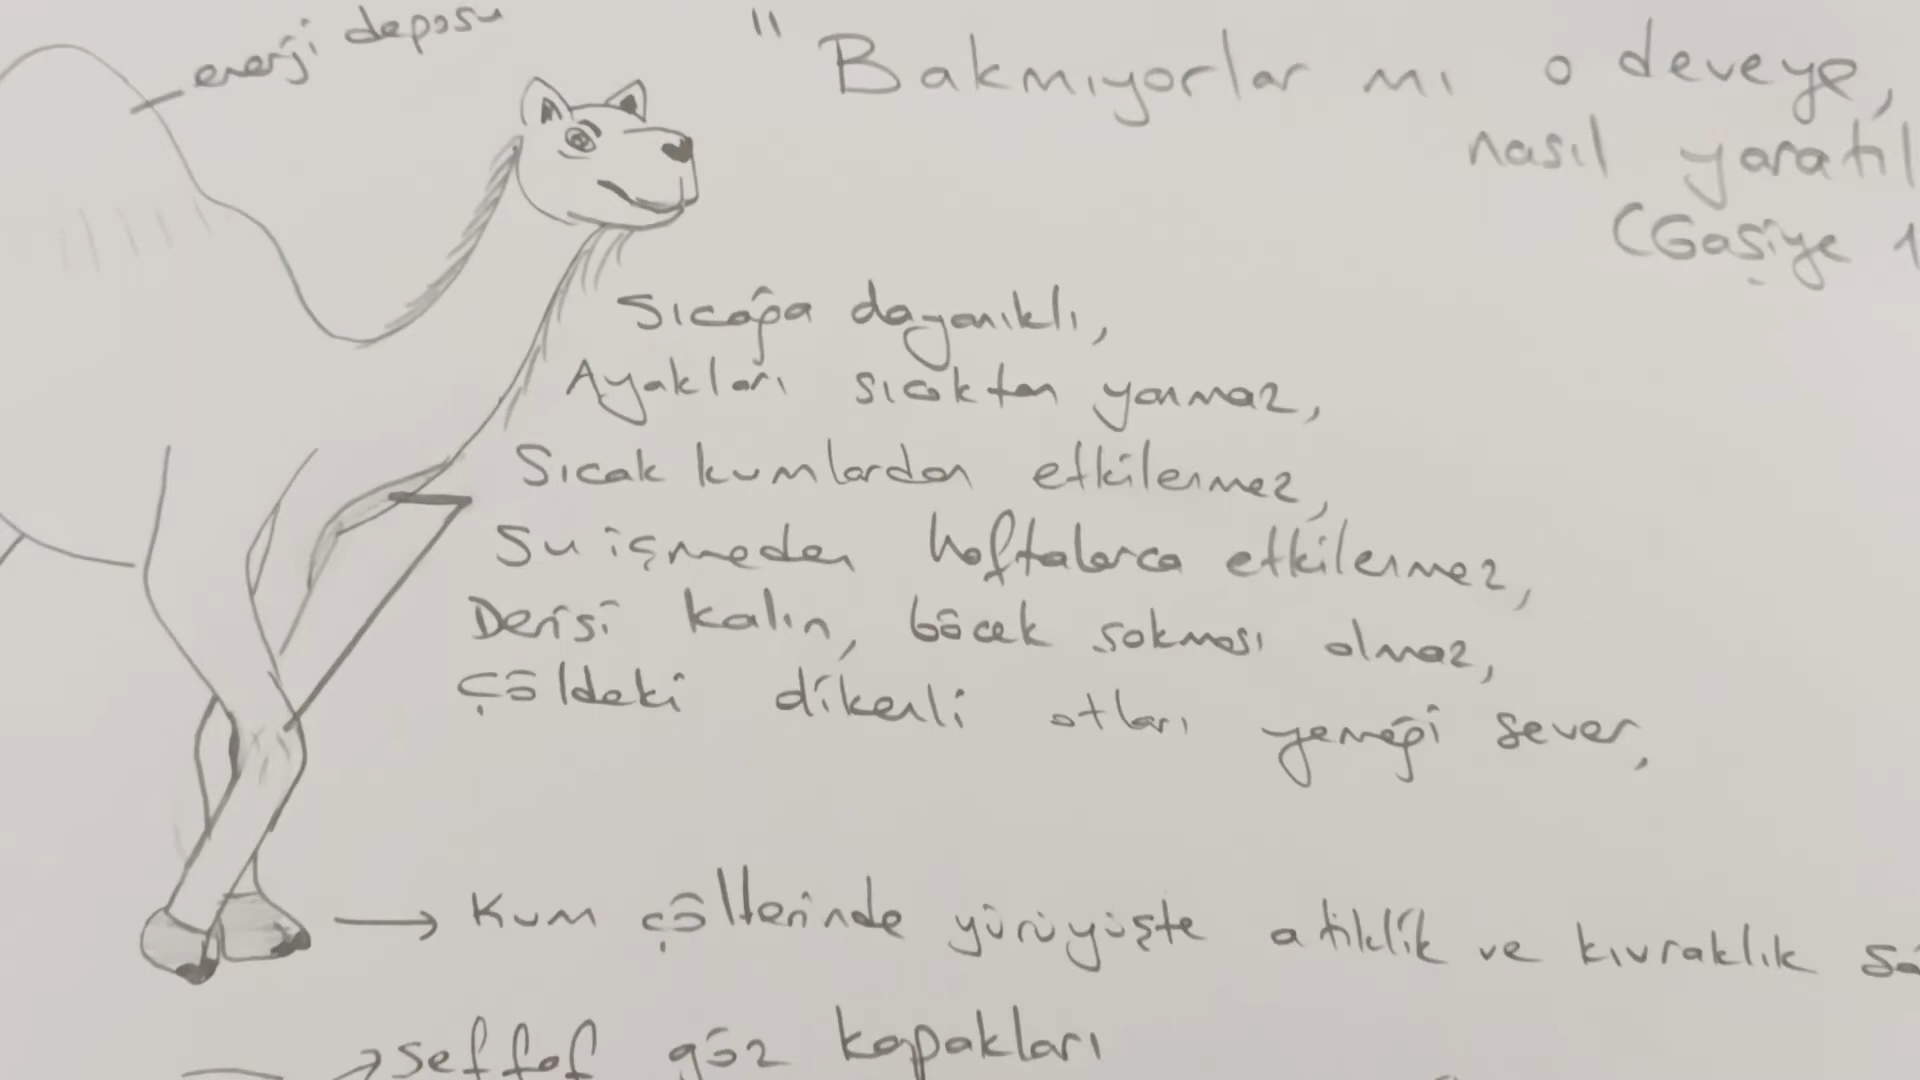 enerji deposu
" Bakmıyorlar mı o deveye,
nasıl yaratıl
(Gaşiye 1
Sıcağa dayanıklı,
Ayakları sıcaktan yanmaz,
Sıcak kumlardan etkilenmez,
Su içmeden haftalarca etkilenmez,
Derisi kalın, böcek sokması olmaz,
Çöldeki dikenli otları yemeği sever,
→ Kum çöllerinde yürüyüşte atiklik ve kıvraklık sa
→ şeffaf göz kapakları